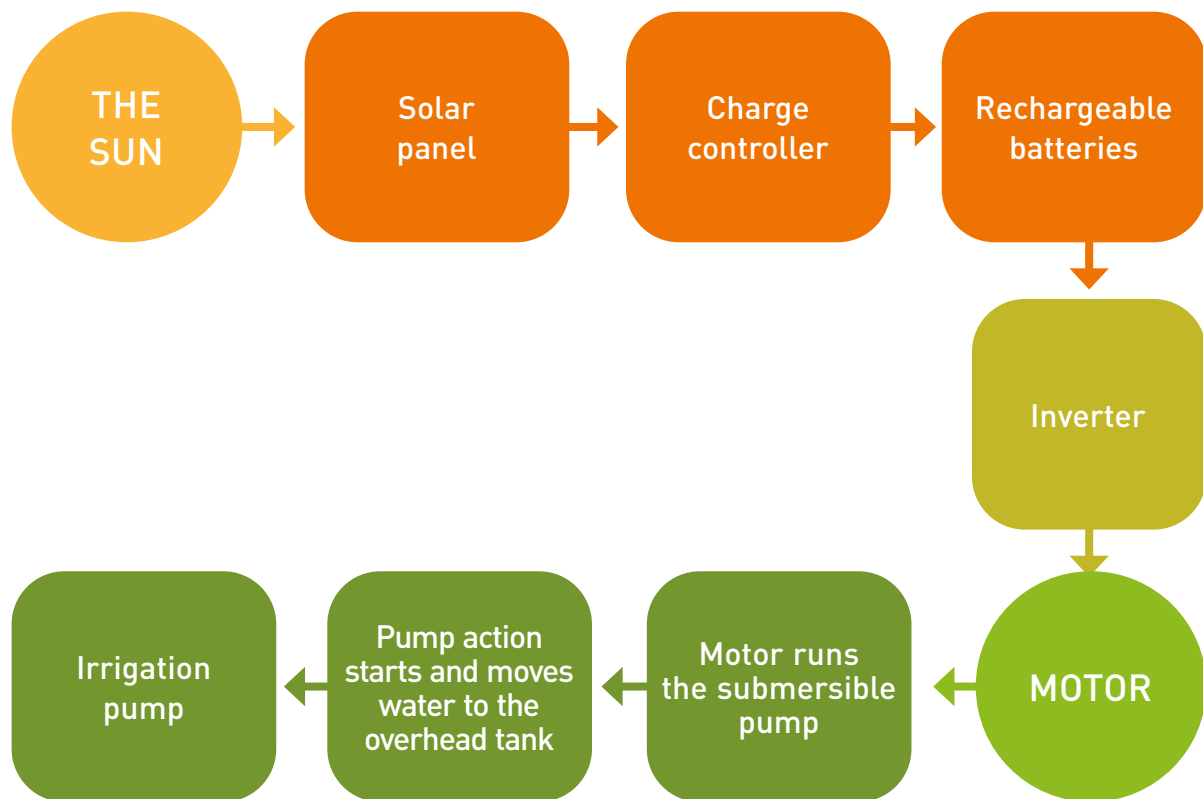 THE
SUN
Solar
panel
Charge
controller
Rechargeable
batteries
Inverter
MOTOR
Motor runs
the submersible
pump
Pump action
starts and moves
water to the
overhead tank
Irrigation
pump